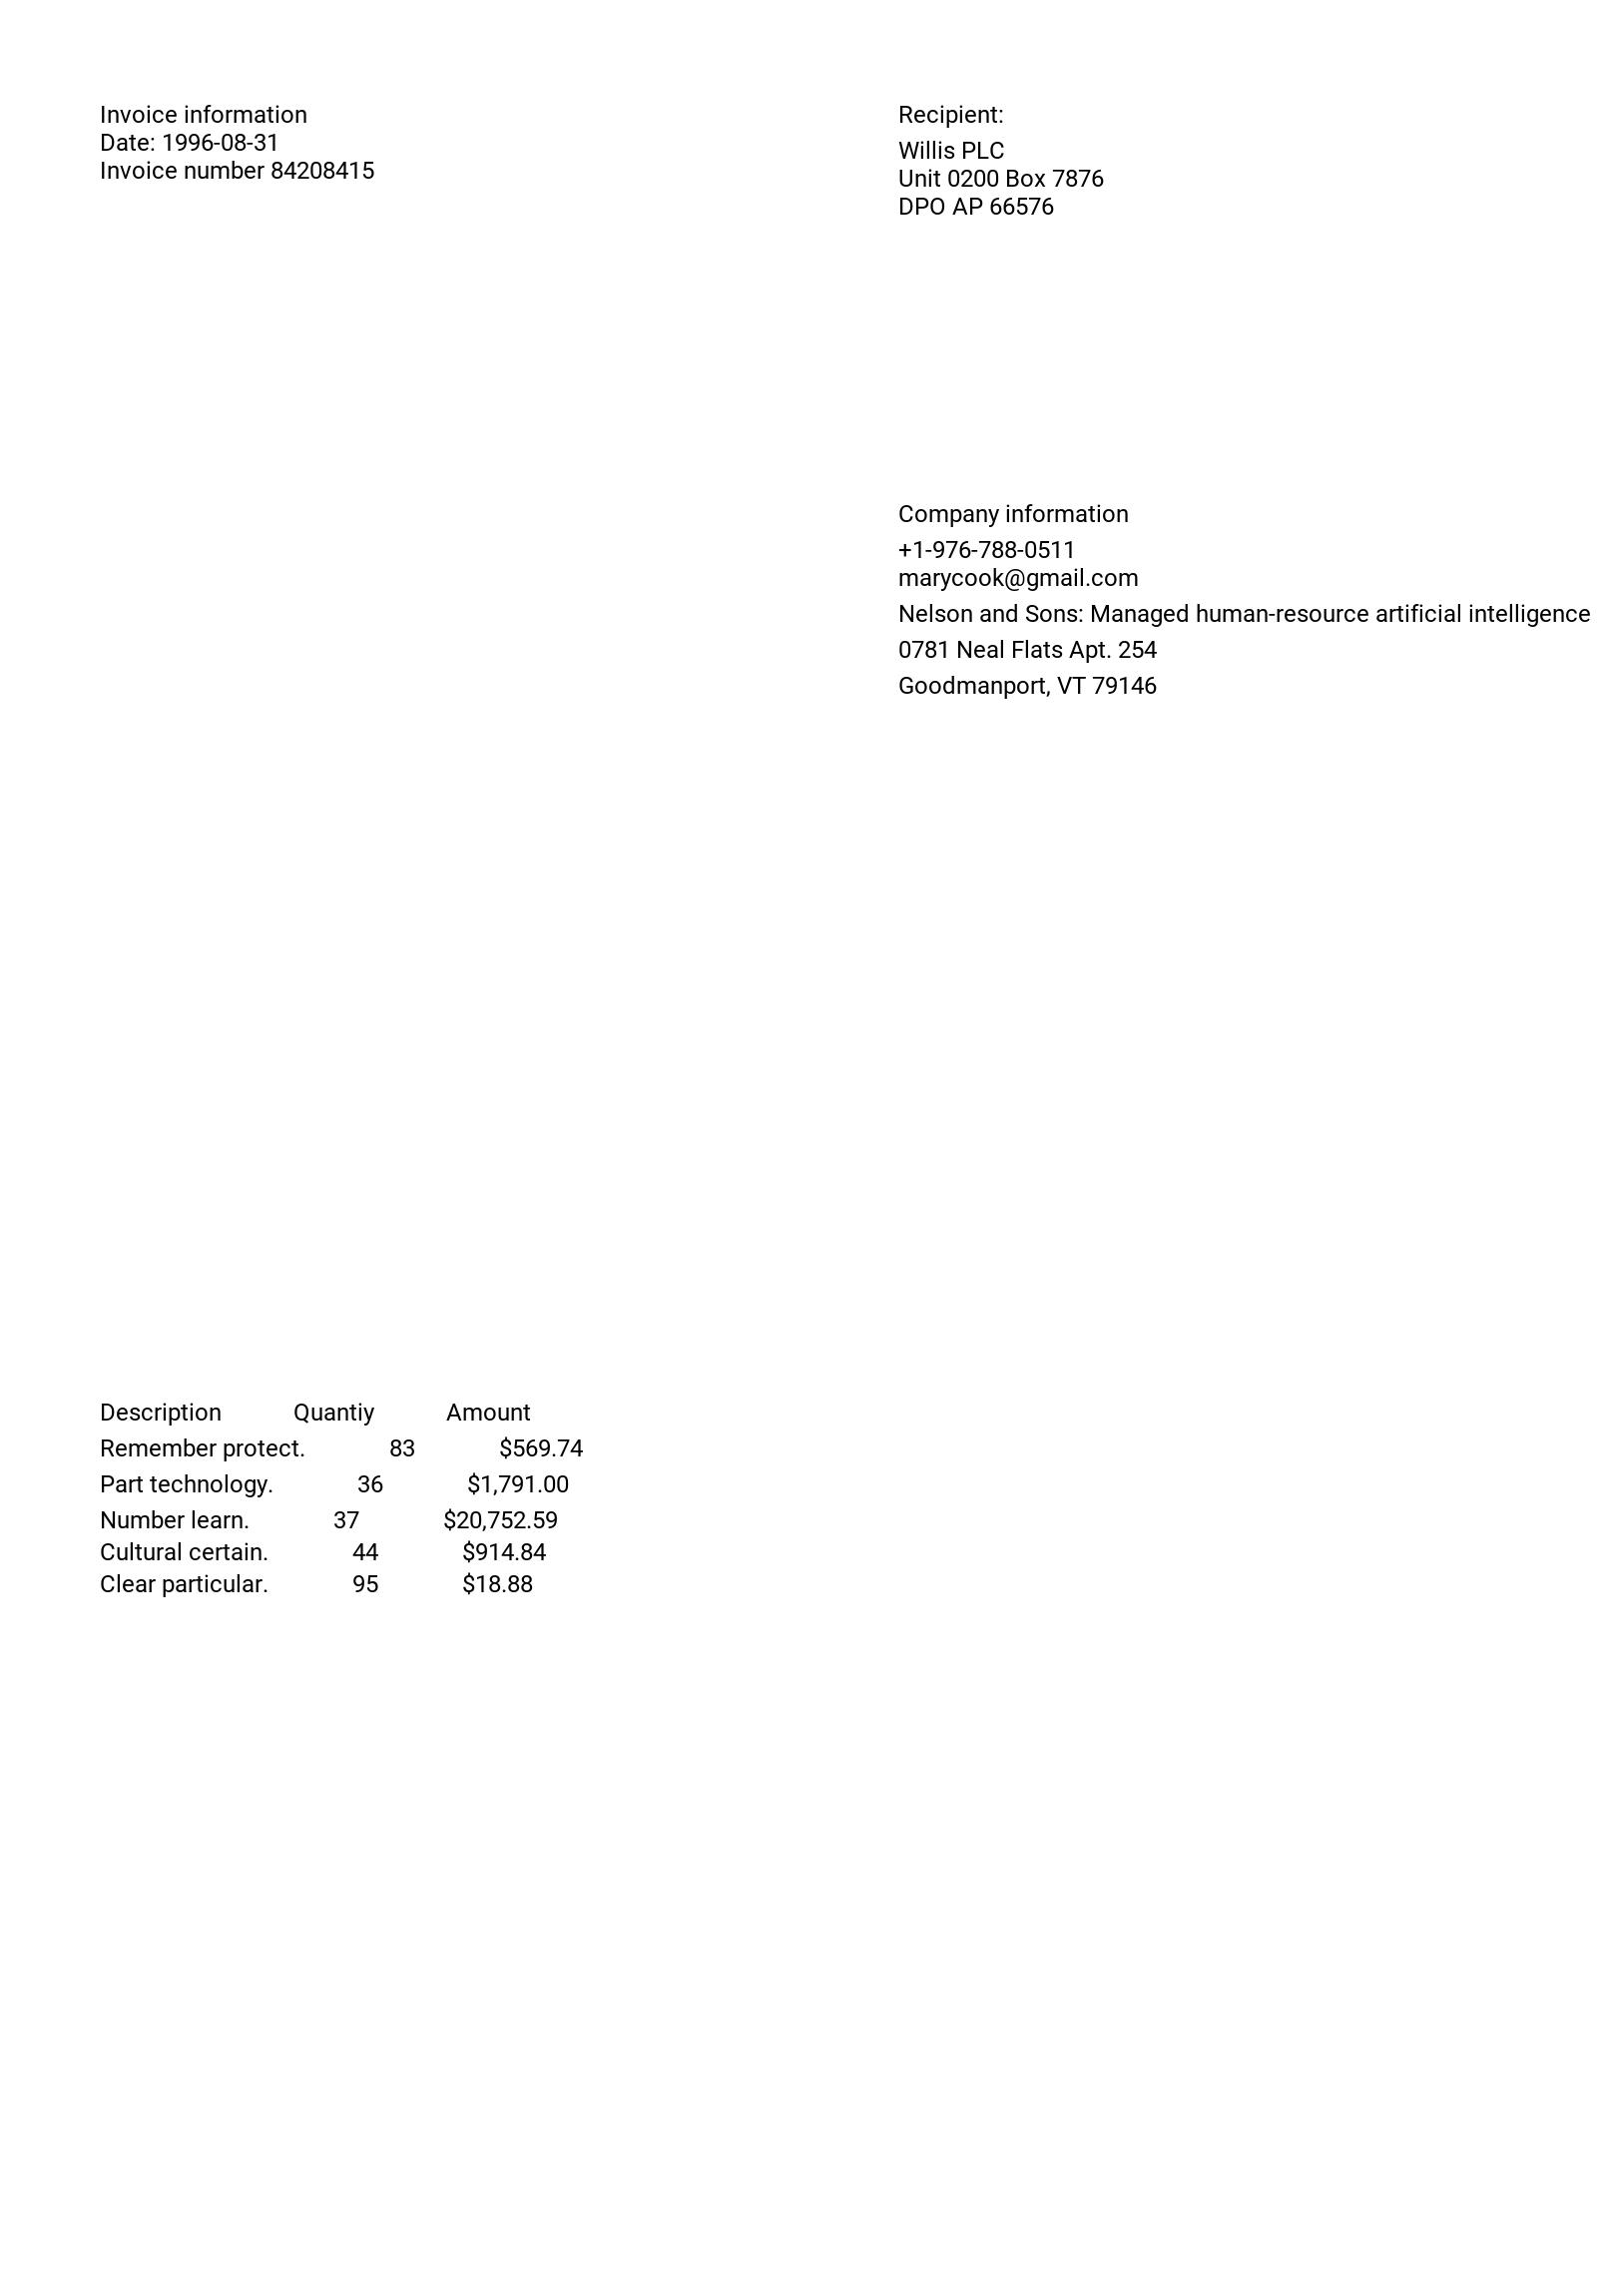 Invoice information
Date: 1996-08-31
Invoice number 84208415
Recipient:
Willis PLC
Unit 0200 Box 7876
DPO AP 66576
Company information
+1-976-788-0511
marycook@gmail.com
Nelson and Sons: Managed human-resource artificial intelligence
0781 Neal Flats Apt. 254
Goodmanport, VT 79146
Description Quantiy Amount
Remember protect. 83 $569.74
Part technology. 36 $1,791.00
Number learn. 37 $20,752.59
Cultural certain. 44 $914.84
Clear particular. 95 $18.88